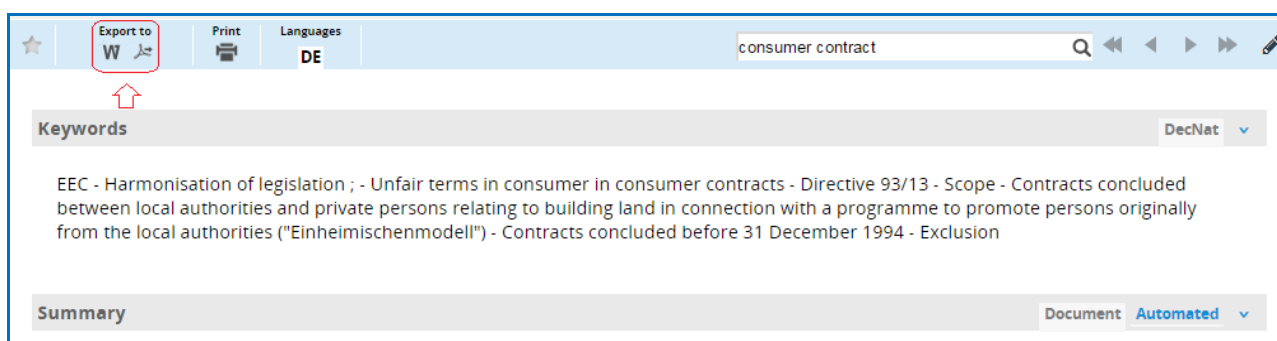 Export to Print Languages
W DE consumer contract
Keywords DecNat
EEC - Harmonisation of legislation ; - Unfair terms in consumer in consumer contracts - Directive 93/13 - Scope - Contracts concluded
between local authorities and private persons relating to building land in connection with a programme to promote persons originally
from the local authorities ("Einheimischenmodell") - Contracts concluded before 31 December 1994 - Exclusion
Summary Document Automated